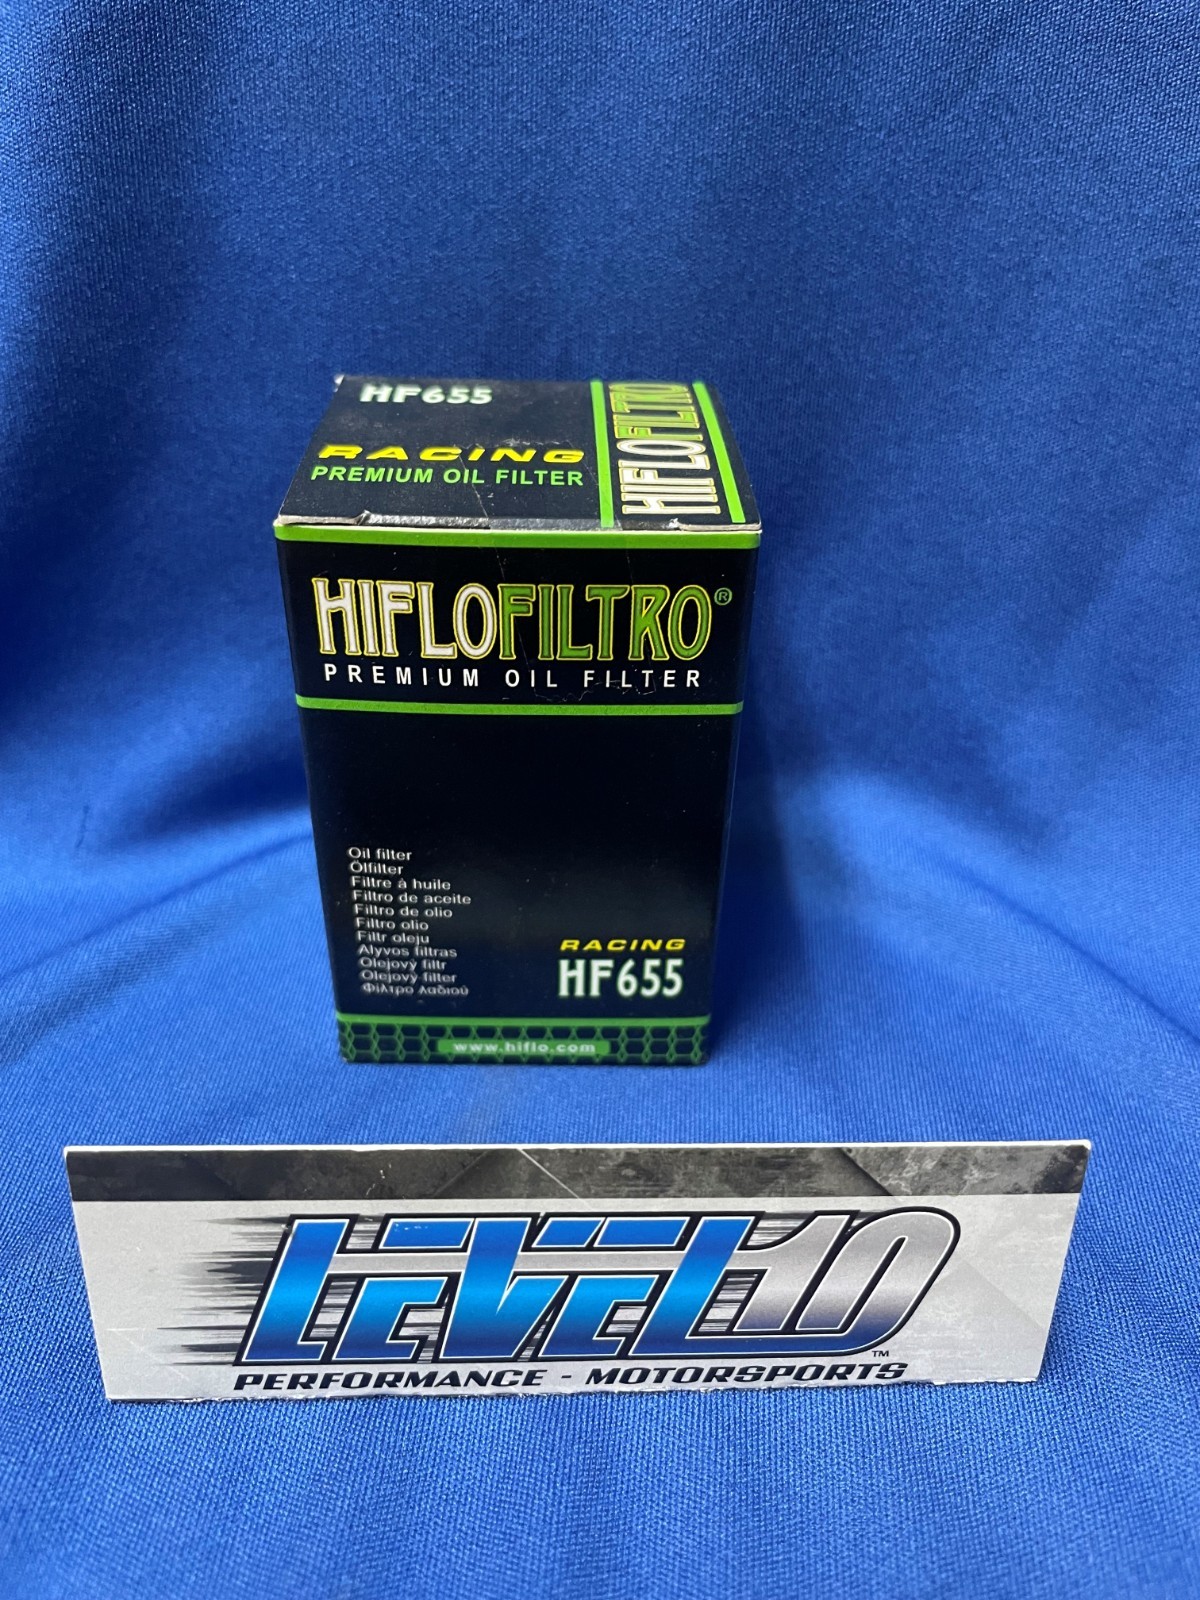 HF655
RACING
PREMIUM OIL FILTER
HIFLOFILTRO
HIFLOFILTRO®
PREMIUM OIL FILTER
Oil filter
Ölfilter
Filtre à huile
Filtro de aceite
Filtro de olio
Filtro olio
Filtr oleju
Alyvos filtras
Olejový filtr
Olejový filter
Φίλτρο λαδιού
RACING
HF655
www.hiflo.com
LEVEL10
TM
PERFORMANCE - MOTORSPORTS